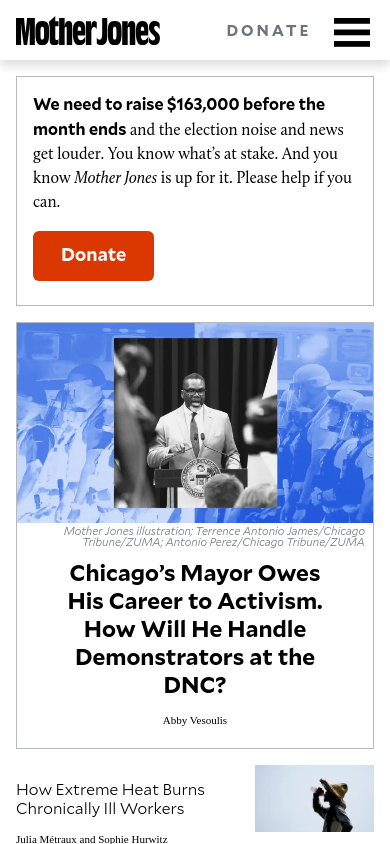 Mother Jones
DONATE
We need to raise $163,000 before the
month ends and the election noise and news
get louder. You know what's at stake. And you
know Mother Jones is up for it. Please help if you
can.
Donate
Mother Jones illustration; Terrence Antonio James/Chicago
Tribune/ZUMA; Antonio Perez/Chicago Tribune/ZUMA
Chicago's Mayor Owes
His Career to Activism.
How Will He Handle
Demonstrators at the
DNC?
Abby Vesoulis
How Extreme Heat Burns
Chronically Ill Workers
Julia Métraux and Sophie Hurwitz